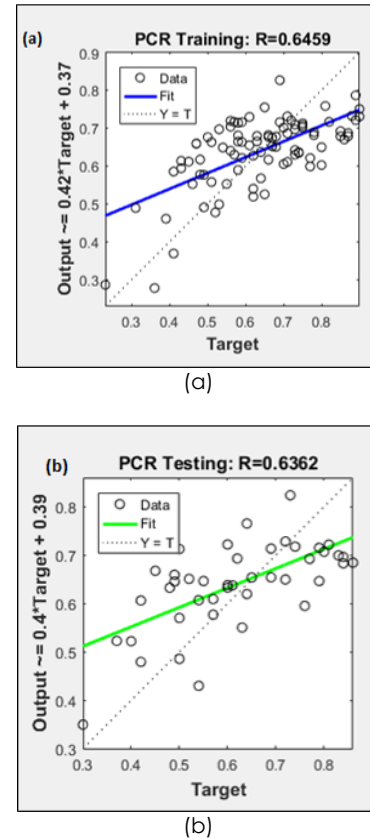 (a)
PCR Training: R=0.6459
Output ~= 0.42*Target + 0.37
0.9
0.8
0.7
0.6
0.5
0.4
0.3
Data
Fit
Y = T
0.3 0.4 0.5 0.6 0.7 0.8
Target
(a)
(b)
PCR Testing: R=0.6362
Output ~= 0.4*Target + 0.39
0.8
0.7
0.6
0.5
0.4
0.3
Data
Fit
Y = T
0.3 0.4 0.5 0.6 0.7 0.8
Target
(b)